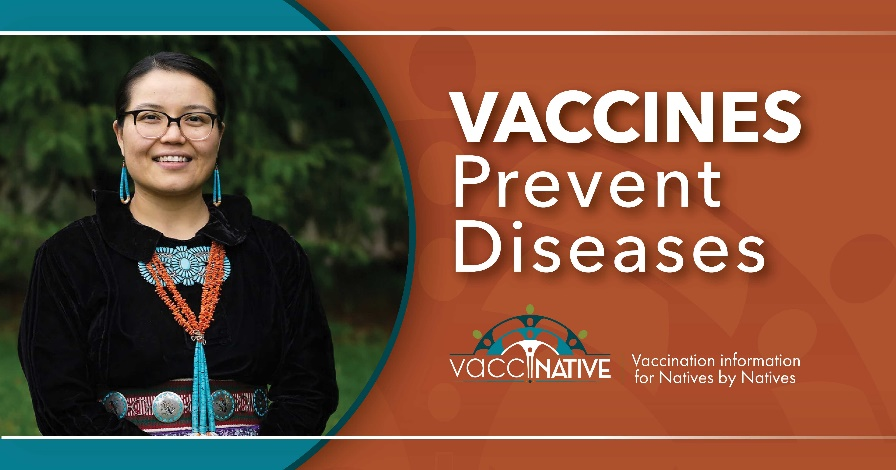 VACCINES
Prevent
Diseases
vacciNATIVE
Vaccination information
for Natives by Natives